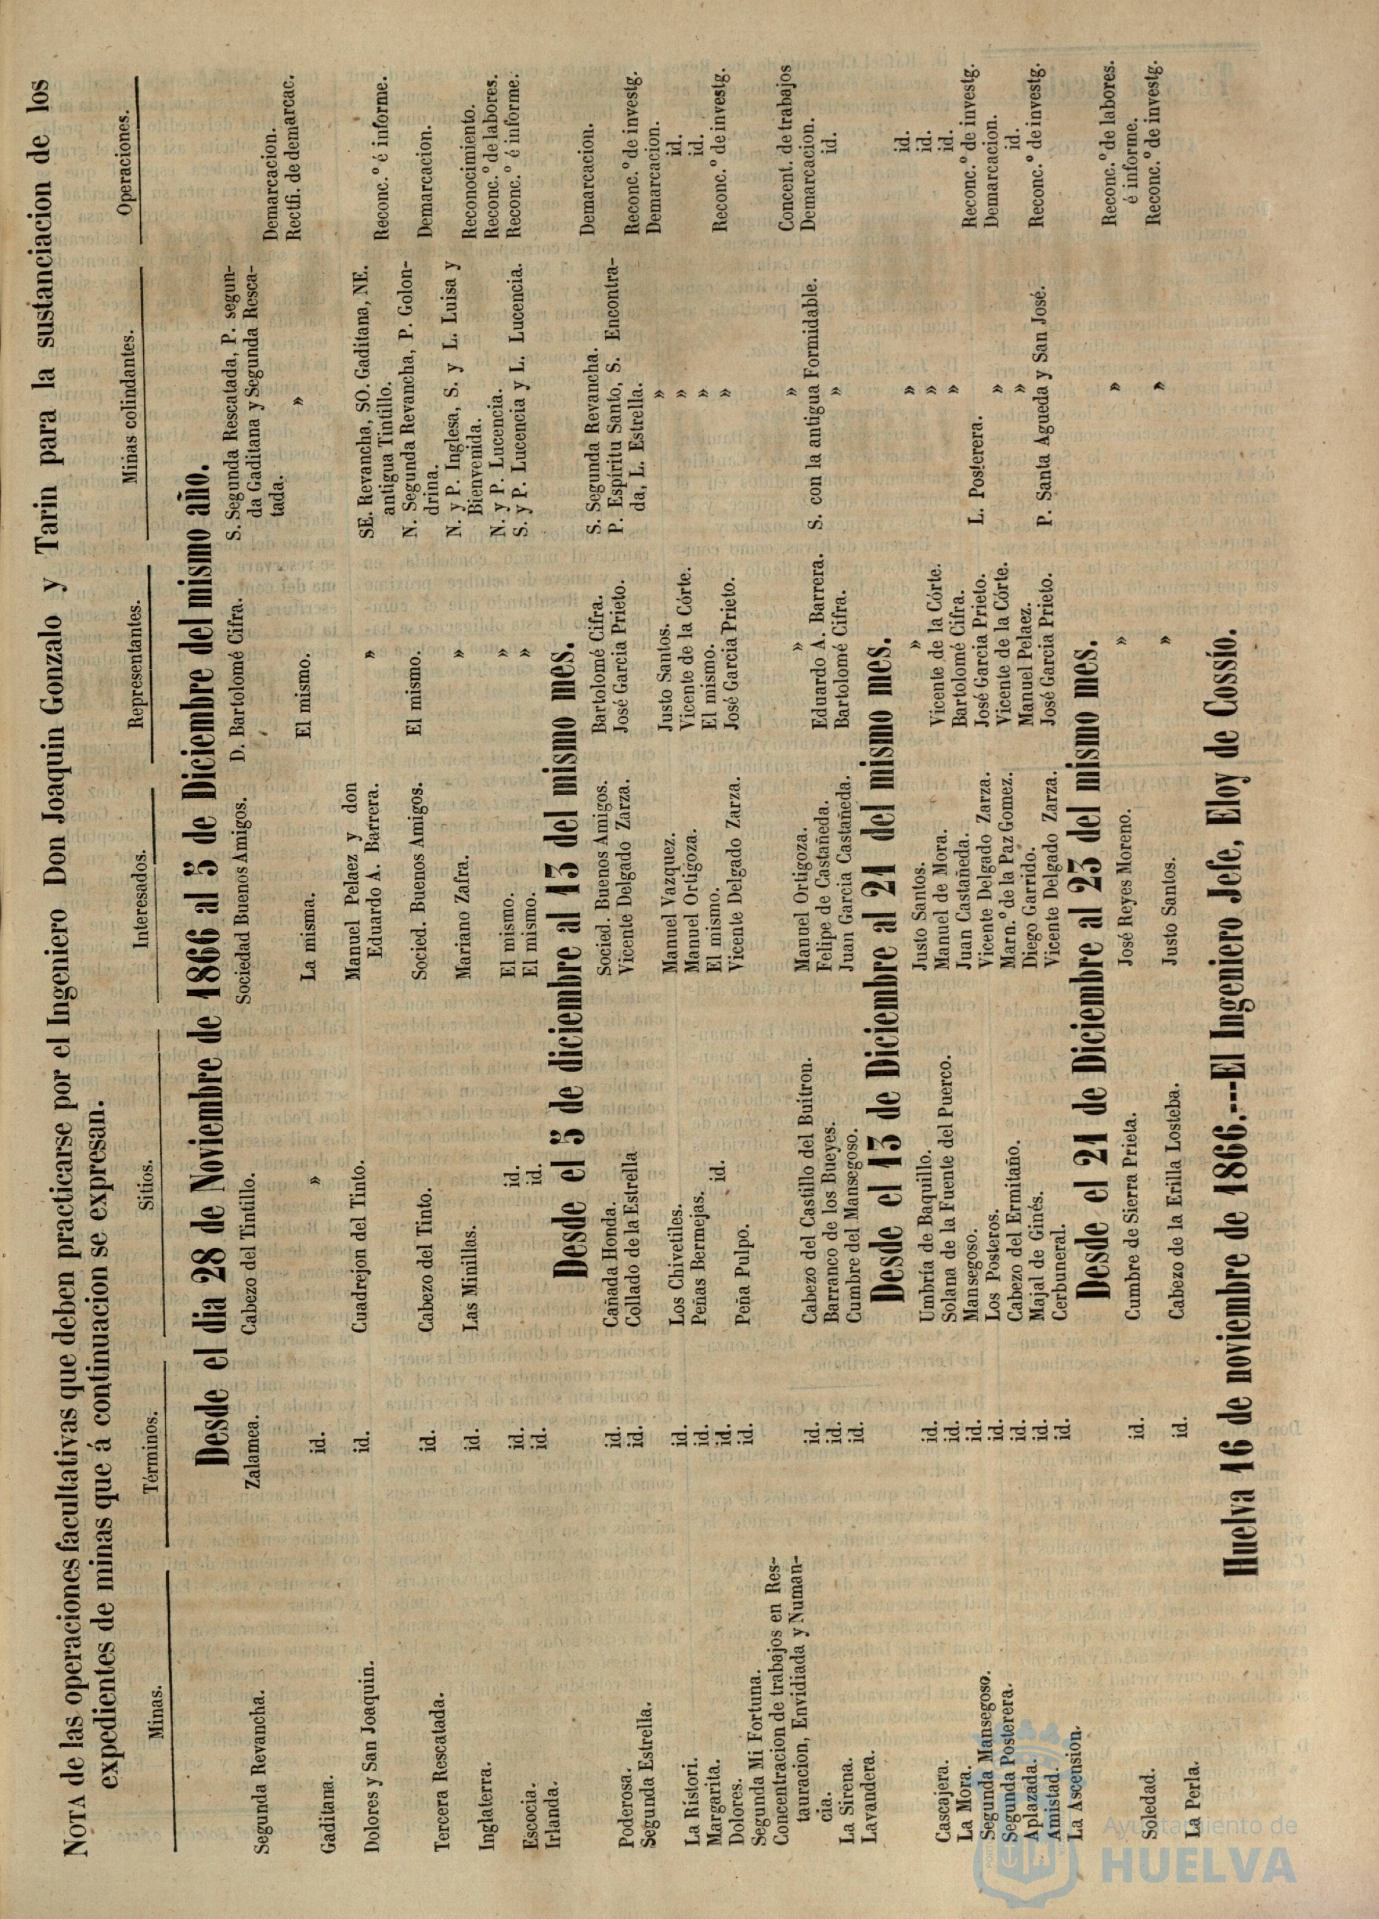 NOTA de las operaciones facultativas que deben practicarse por el Ingeniero Don Joaquin Gonzalo y Tarin para la sustanciacion de los
expedientes de minas que á continuacion se expresan.
Minas. Términos. Sitios. Interesados. Representantes. Minas colindantes. Operaciones.
Desde el dia 28 de Noviembre de 1866 al 5 de Diciembre del mismo año.
Segunda Revancha. Zalamea. Cabezo del Tintillo. Sociedad Buenos Amigos. D. Bartolomé Cifra. S. Segunda Rescatada, P. segun-
da Gaditana y Segunda Resca-
tada. Demarcacion.
Gaditana. id. » La misma. El mismo. » Rectifi. de demarcac.
Dolores y San Joaquin. id. Cuadrejon del Tinto. Manuel Pelaez y don
Eduardo A. Barrera. » SE. Revancha, SO. Gaditana, NE.
antigua Tintillo. Reconc.º é informe.
Tercera Rescatada. id. Cabezo del Tinto. Socied. Buenos Amigos. El mismo. N. Segunda Revancha, P. Golon-
drina. Demarcacion.
Inglaterra. id. Las Minillas. Mariano Zafra. » N. y P. Inglesa, S. y L. Luisa y
Bienvenida. Reconocimiento.
Escocia. id. id. El mismo. » N. y P. Lucencia. Reconc.º de labores.
Irlanda. id. id. El mismo. » S. y P. Lucencia y L. Lucencia. Reconc.º é informe.
Desde el 5 de diciembre al 13 del mismo mes.
Poderosa. id. Cañada Honda. Socied. Buenos Amigos. Bartolomé Cifra. S. Segunda Revancha. Demarcacion.
Segunda Estrella. id. Collado de la Estrella Vicente Delgado Zarza. José Garcia Prieto. P. Espíritu Santo, S. Encontra-
da, L. Estrella. Reconc.º de investg.
La Ristori. id. Los Chivetiles. Manuel Vazquez. Justo Santos. » Demarcacion.
Margarita. id. Peñas Bermejas. Manuel Ortigoza. Vicente de la Córte. » id.
Dolores. id. id. El mismo. El mismo. » id.
Segunda Mi Fortuna. id. Peña Pulpo. Vicente Delgado Zarza. José Garcia Prieto. » Reconc.º de investg.
Concentracion de trabajos en Res-
tauracion, Envidiada y Numan-
cia. id. Cabezo del Castillo del Buitron. Manuel Ortigoza. » » Concent. de trabajos
La Sirena. id. Barranco de los Bueyes. Felipe de Castañeda. Eduardo A. Barrera. S. con la antigua Formidable. Demarcacion.
Lavandera. id. Cumbre del Mansegoso. Juan Garcia Castañeda. Bartolomé Cifra. » id.
Desde el 13 de Diciembre al 21 del mismo mes.
Cascajera. id. Umbría de Baquillo. Justo Santos. » » id.
La Mora. id. Solana de la Fuente del Puerco. Manuel de Mora. Vicente de la Córte. » id.
Segunda Mansegoso. id. Mansegoso. Juan Castañeda. Bartolomé Cifra. » id.
Segunda Posterera. id. Los Posteros. Vicente Delgado Zarza. José Garcia Prieto. L. Posterera. Reconc.º de investg.
Aplazada. id. Cabezo del Ermitaño. Marn.º de la Paz Gomez. Vicente de la Córte. » Demarcacion.
Amistad. id. Majal de Ginés. Diego Garrido. Manuel Pelaez. » id.
La Ascension. id. Cerbuneral. Vicente Delgado Zarza. José Garcia Prieto. P. Santa Agueda y San José. Reconc.º de investg.
Desde el 21 de Diciembre al 23 del mismo mes.
Soledad. id. Cumbre de Sierra Prieta. José Reyes Moreno. » » Reconc.º de labores.
é informe.
La Perla. id. Cabezo de la Erilla Losteba. Justo Santos. » » Reconc.º de investg.
Huelva 16 de noviembre de 1866.---El Ingeniero Jefe, Eloy de Cossío.
Ayuntamiento de
HUELVA